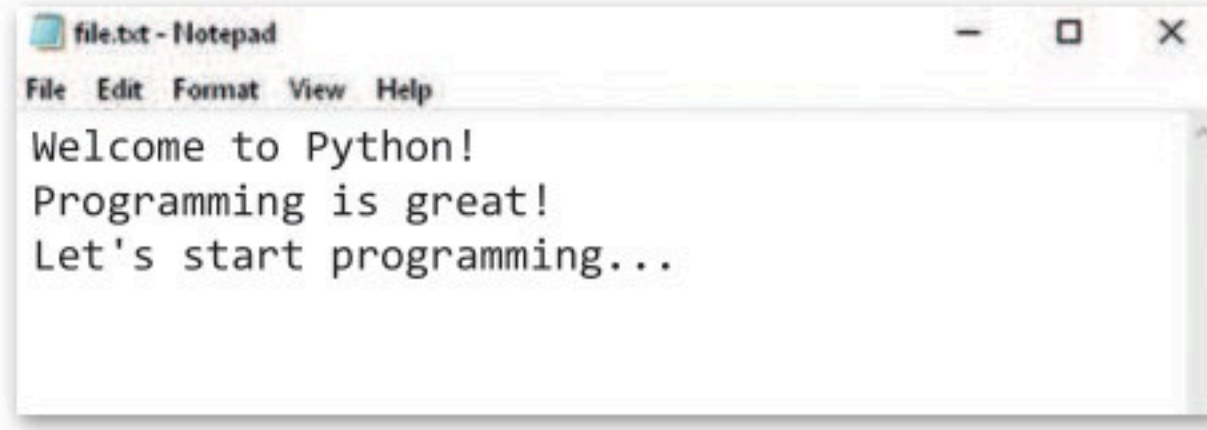 file.txt - Notepad
File Edit Format View Help
Welcome to Python!
Programming is great!
Let's start programming...